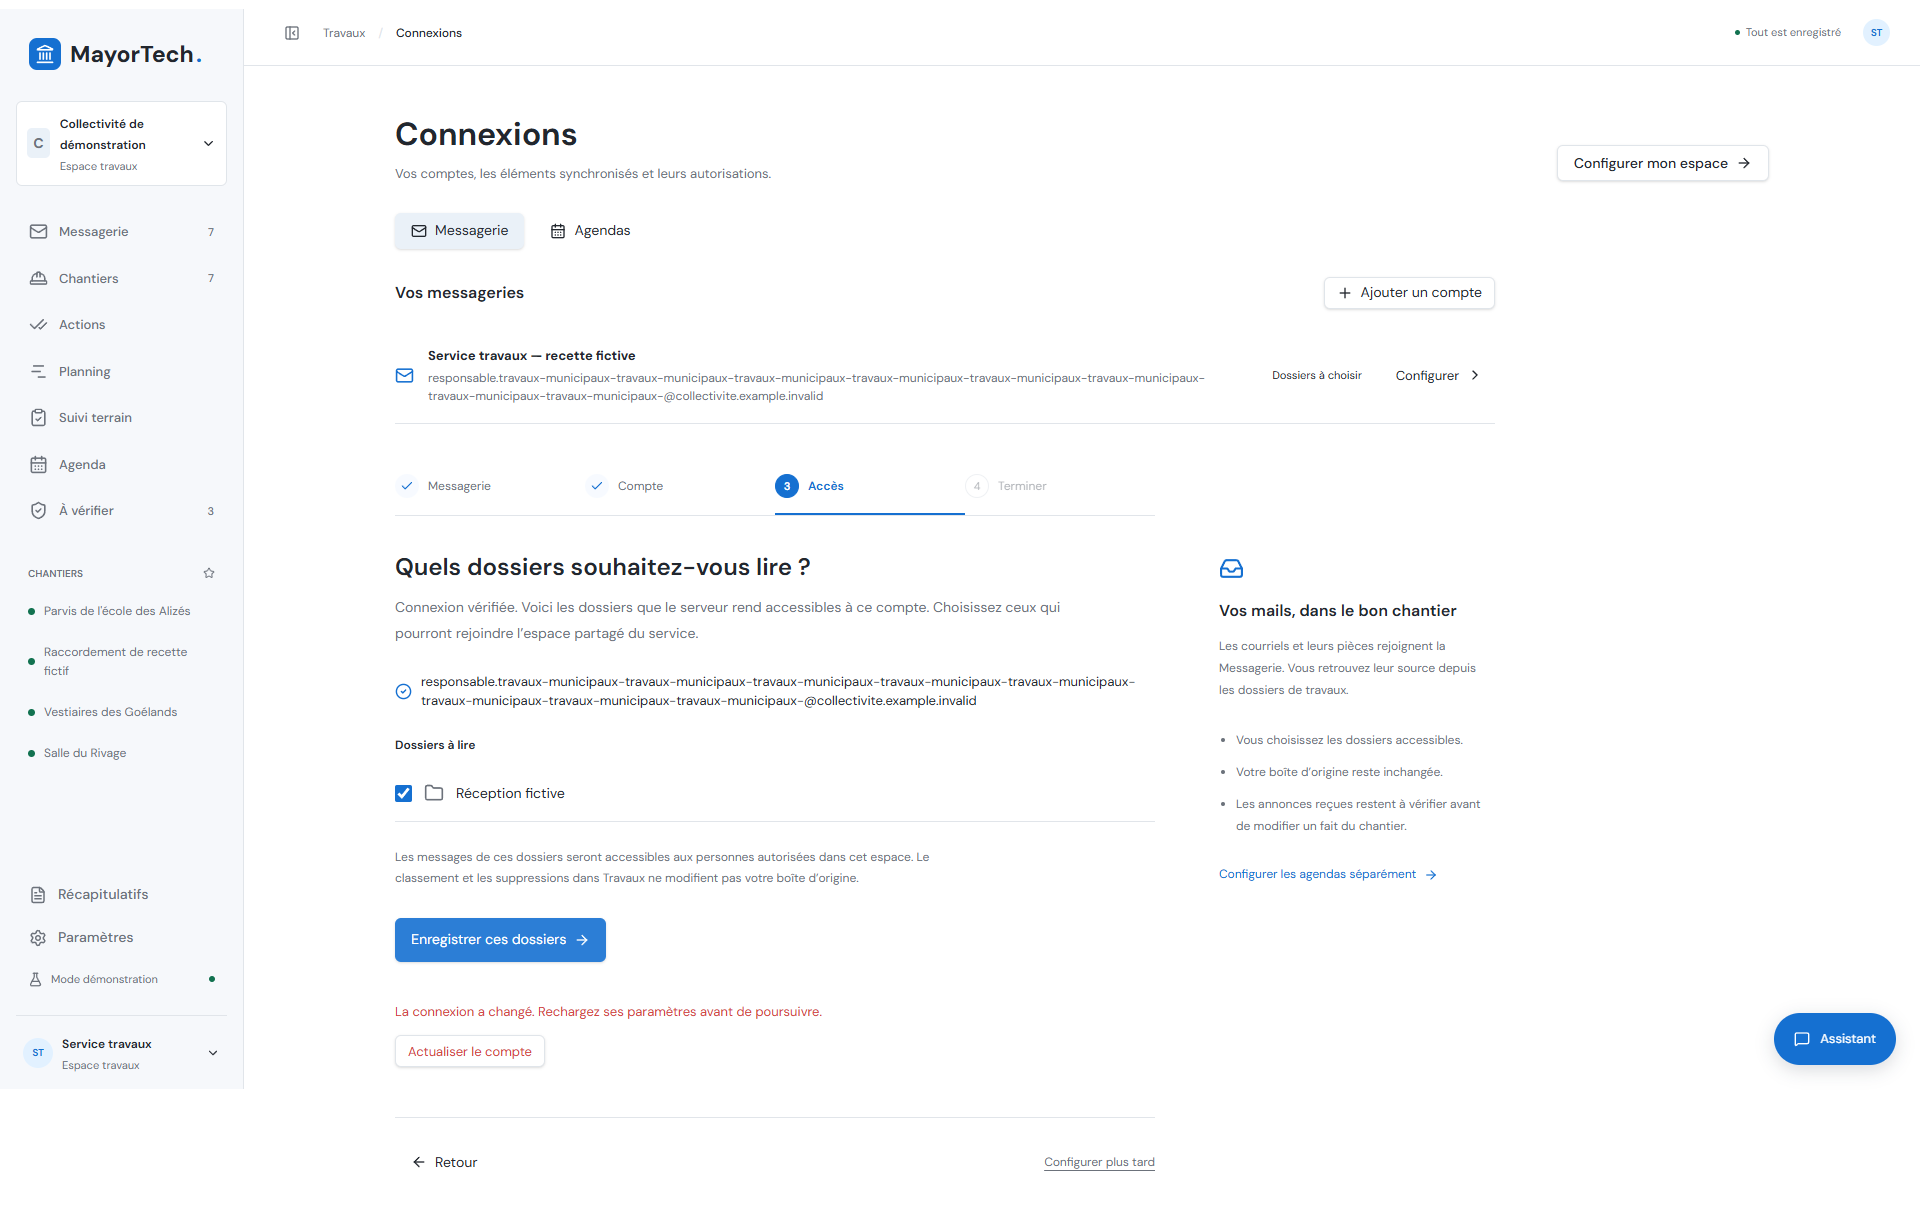 MayorTech.
C
Collectivité de
démonstration
Espace travaux
Messagerie 7
Chantiers 7
Actions
Planning
Suivi terrain
Agenda
À vérifier 3
CHANTIERS
Parvis de l'école des Alizés
Raccordement de recette
fictif
Vestiaires des Goélands
Salle du Rivage
Récapitulatifs
Paramètres
Mode démonstration
ST
Service travaux
Espace travaux
Travaux / Connexions
Tout est enregistré ST
Connexions
Vos comptes, les éléments synchronisés et leurs autorisations.
Configurer mon espace
Messagerie Agendas
Vos messageries
Ajouter un compte
Service travaux — recette fictive
responsable.travaux-municipaux-travaux-municipaux-travaux-municipaux-travaux-municipaux-travaux-municipaux-travaux-municipaux-
travaux-municipaux-travaux-municipaux-@collectivite.example.invalid
Dossiers à choisir Configurer
Messagerie Compte 3 Accès 4 Terminer
Quels dossiers souhaitez-vous lire ?
Connexion vérifiée. Voici les dossiers que le serveur rend accessibles à ce compte. Choisissez ceux qui
pourront rejoindre l’espace partagé du service.
responsable.travaux-municipaux-travaux-municipaux-travaux-municipaux-travaux-municipaux-travaux-municipaux-
travaux-municipaux-travaux-municipaux-travaux-municipaux-@collectivite.example.invalid
Dossiers à lire
Réception fictive
Les messages de ces dossiers seront accessibles aux personnes autorisées dans cet espace. Le
classement et les suppressions dans Travaux ne modifient pas votre boîte d’origine.
Enregistrer ces dossiers
La connexion a changé. Rechargez ses paramètres avant de poursuivre.
Actualiser le compte
Retour
Configurer plus tard
Vos mails, dans le bon chantier
Les courriels et leurs pièces rejoignent la
Messagerie. Vous retrouvez leur source depuis
les dossiers de travaux.
Vous choisissez les dossiers accessibles.
Votre boîte d’origine reste inchangée.
Les annonces reçues restent à vérifier avant
de modifier un fait du chantier.
Configurer les agendas séparément
Assistant